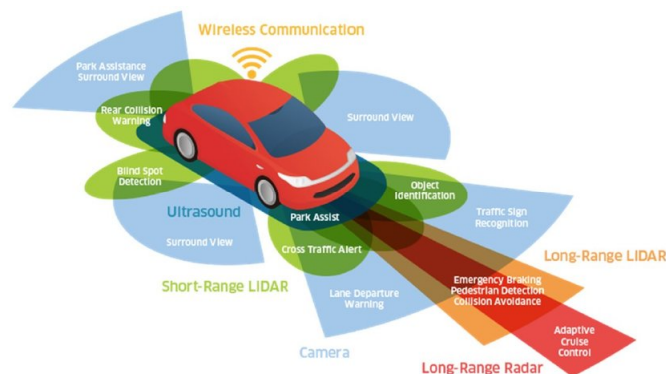 Wireless Communication
Park Assistance
Surround View
Rear Collision
Warning
Surround View
Blind Spot
Detection
Object
Identification
Ultrasound
Park Assist
Traffic Sign
Recognition
Surround View
Cross Traffic Alert
Long-Range LIDAR
Short-Range LIDAR
Emergency Braking
Pedestrian Detection
Collision Avoidance
Lane Departure
Warning
Adaptive
Cruise
Control
Camera
Long-Range Radar